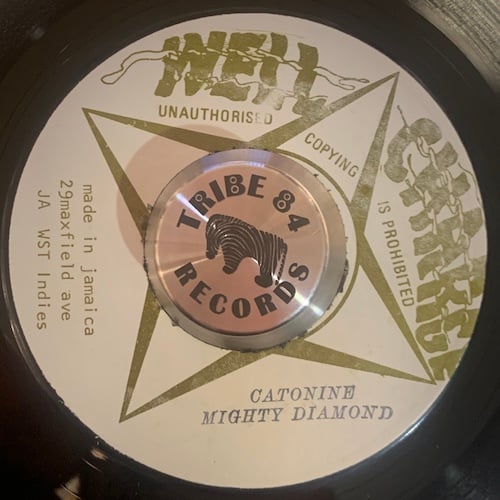 WELL
CHARGE
UNAUTHORISED
COPYING
IS PROHIBITED
TRIBE 84
RECORDS
made in jamaica
29maxfield ave
JA WST Indies
CATONINE
MIGHTY DIAMOND